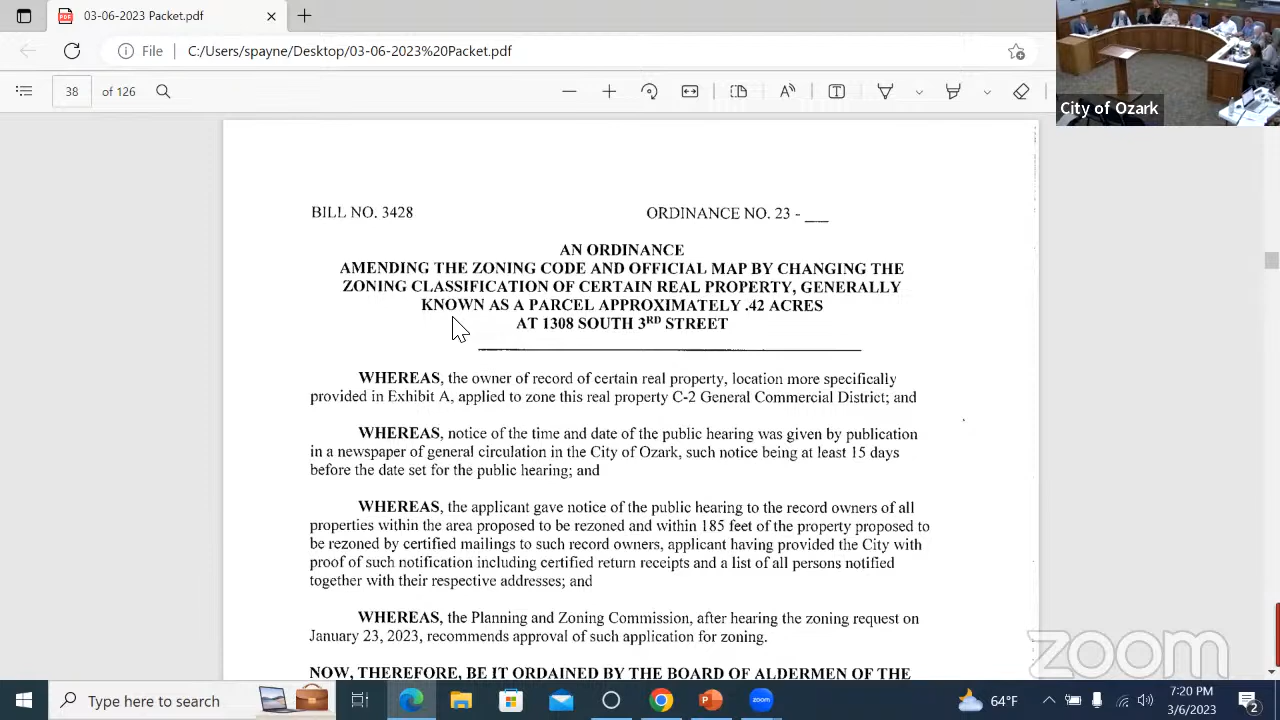 03-06-2023 Packet.pdf
File
C:/Users/spayne/Desktop/03-06-2023%20Packet.pdf
38 of 126
City of Ozark
BILL NO. 3428 ORDINANCE NO. 23 - __
AN ORDINANCE
AMENDING THE ZONING CODE AND OFFICIAL MAP BY CHANGING THE
ZONING CLASSIFICATION OF CERTAIN REAL PROPERTY, GENERALLY
KNOWN AS A PARCEL APPROXIMATELY .42 ACRES
AT 1308 SOUTH 3RD STREET
WHEREAS, the owner of record of certain real property, location more specifically
provided in Exhibit A, applied to zone this real property C-2 General Commercial District; and
WHEREAS, notice of the time and date of the public hearing was given by publication
in a newspaper of general circulation in the City of Ozark, such notice being at least 15 days
before the date set for the public hearing; and
WHEREAS, the applicant gave notice of the public hearing to the record owners of all
properties within the area proposed to be rezoned and within 185 feet of the property proposed to
be rezoned by certified mailings to such record owners, applicant having provided the City with
proof of such notification including certified return receipts and a list of all persons notified
together with their respective addresses; and
WHEREAS, the Planning and Zoning Commission, after hearing the zoning request on
January 23, 2023, recommends approval of such application for zoning.
NOW, THEREFORE, BE IT ORDAINED BY THE BOARD OF ALDERMEN OF THE
zoom
Type here to search
zoom
64°F
7:20 PM
3/6/2023
2